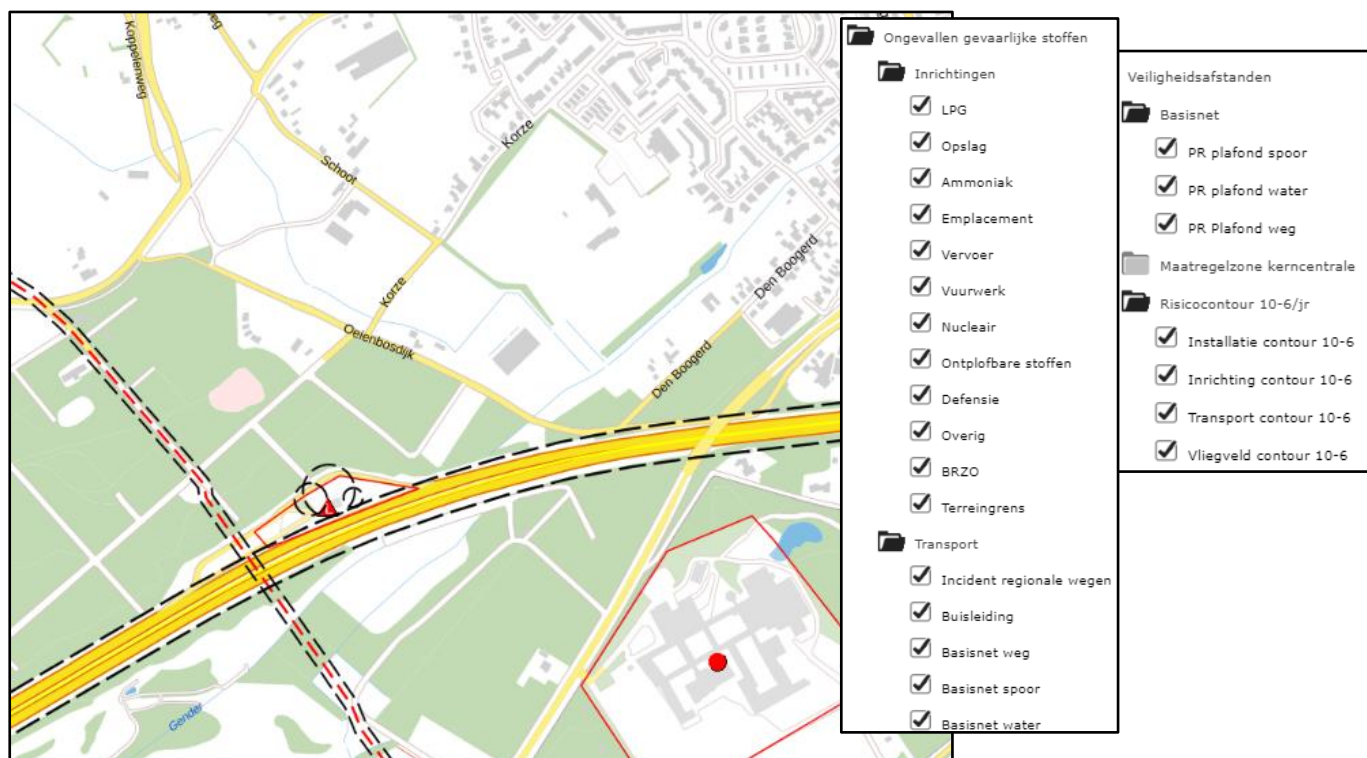 weg
Koppelenweg
Korze
Schoot
Korze
Den Boogerd
Oeienbosdijk
Den Boogerd
Gender
Ongevallen gevaarlijke stoffen
Inrichtingen
LPG
Opslag
Ammoniak
Emplacement
Vervoer
Vuurwerk
Nucleair
Ontplofbare stoffen
Defensie
Overig
BRZO
Terreingrens
Transport
Incident regionale wegen
Buisleiding
Basisnet weg
Basisnet spoor
Basisnet water
Veiligheidsafstanden
Basisnet
PR plafond spoor
PR plafond water
PR Plafond weg
Maatregelzone kerncentrale
Risicocontour 10-6/jr
Installatie contour 10-6
Inrichting contour 10-6
Transport contour 10-6
Vliegveld contour 10-6